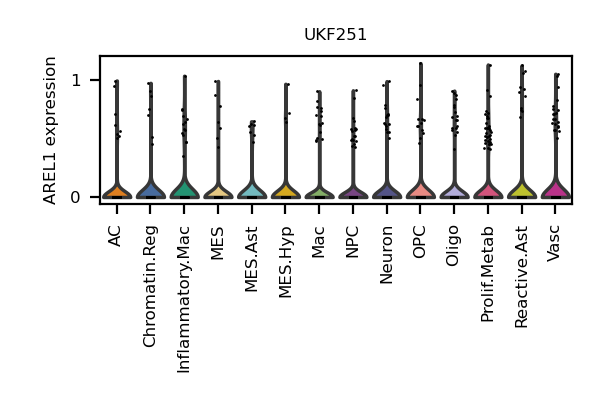 UKF251
AREL1 expression
1
0
AC
Chromatin.Reg
Inflammatory.Mac
MES
MES.Ast
MES.Hyp
Mac
NPC
Neuron
OPC
Oligo
Prolif.Metab
Reactive.Ast
Vasc